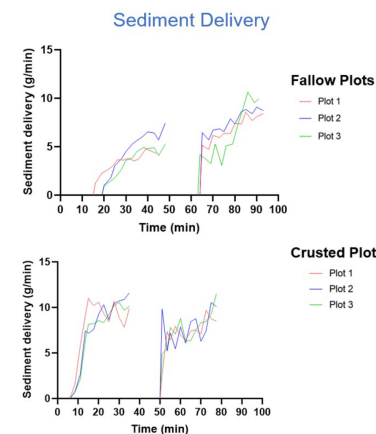 Sediment Delivery
15
10
5
0
Sediment delivery (g/min)
0 10 20 30 40 50 60 70 80 90 100
Time (min)
Fallow Plots
Plot 1
Plot 2
Plot 3
15
10
5
0
Sediment delivery (g/min)
0 10 20 30 40 50 60 70 80 90 100
Time (min)
Crusted Plot
Plot 1
Plot 2
Plot 3